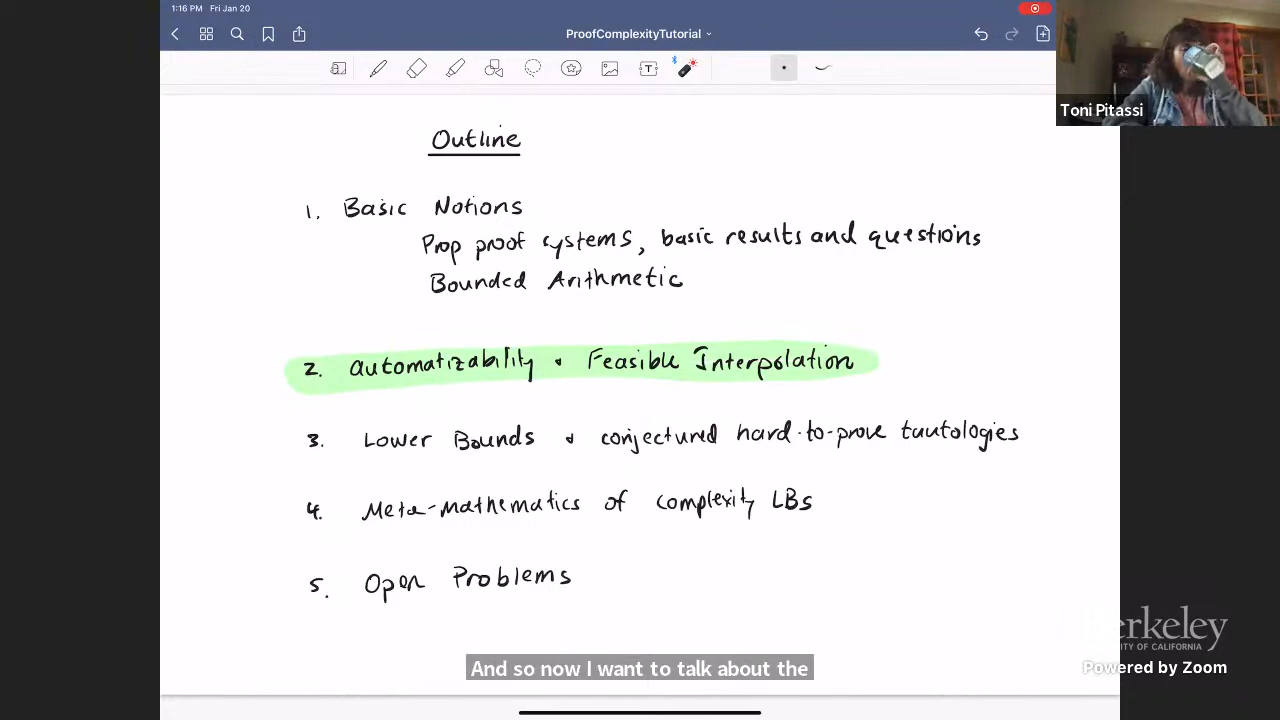 1:16 PM Fri Jan 20
ProofComplexityTutorial
Toni Pitassi
Outline
1. Basic Notions
Prop proof systems, basic results and questions
Bounded Arithmetic
2. Automatizability & Feasible Interpolation
3. Lower Bounds & conjectured hard-to-prove tautologies
4. Meta-mathematics of complexity LBs
5. Open Problems
Berkeley
UNIVERSITY OF CALIFORNIA
And so now I want to talk about the
Powered by Zoom